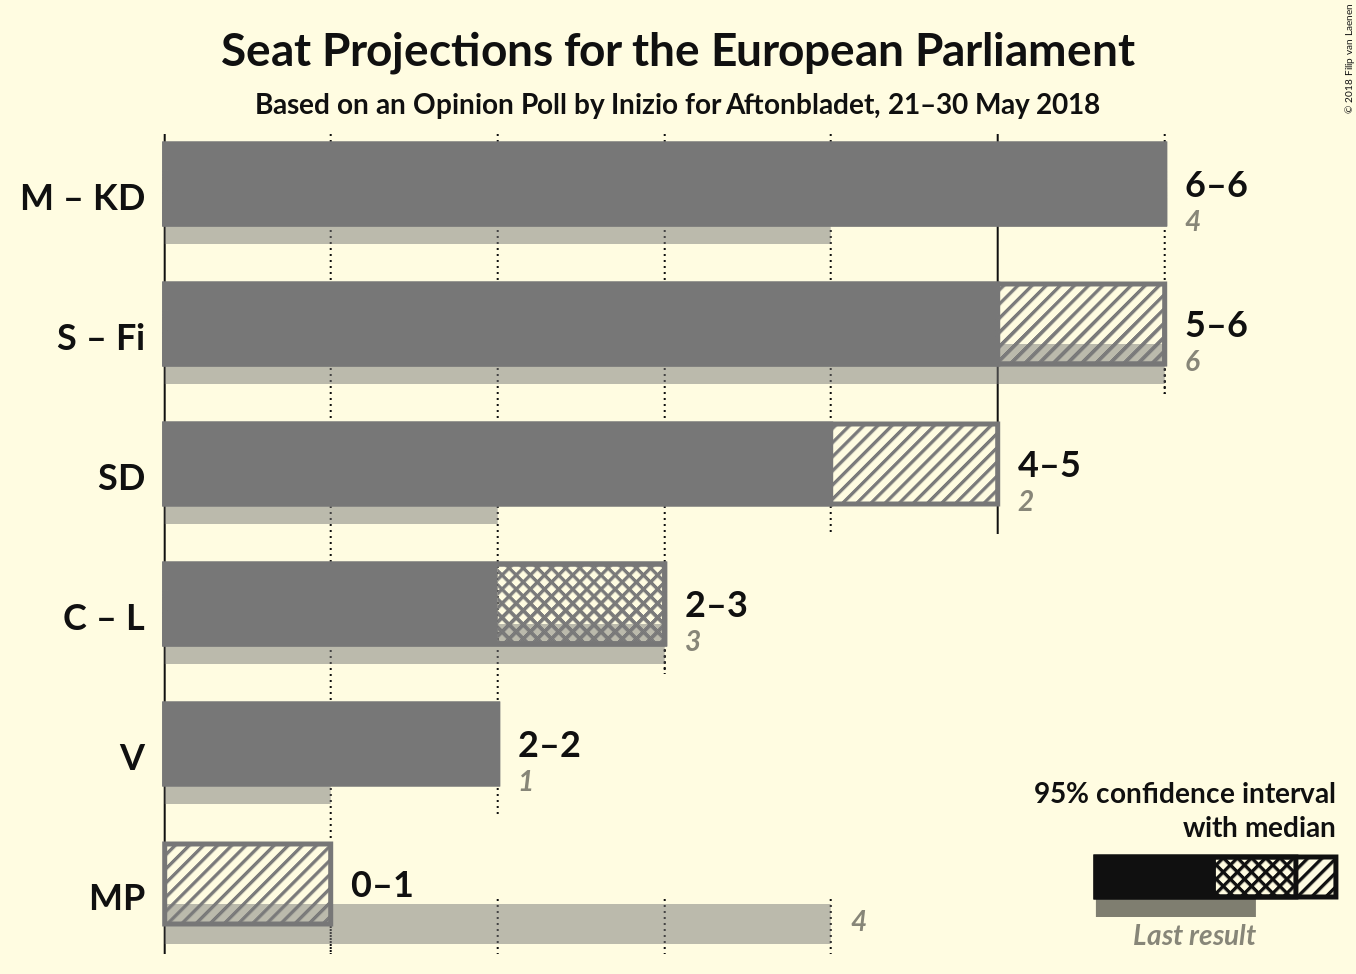 Seat Projections for the European Parliament
Based on an Opinion Poll by Inizio for Aftonbladet, 21–30 May 2018
© 2018 Filip van Laenen
M – KD
6–6
4
S – Fi
5–6
6
SD
4–5
2
C – L
2–3
3
V
2–2
1
MP
0–1
4
95% confidence interval
with median
Last result